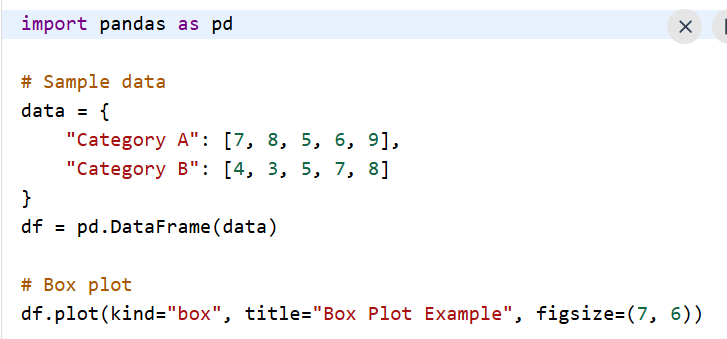 import pandas as pd
# Sample data
data = {
    "Category A": [7, 8, 5, 6, 9],
    "Category B": [4, 3, 5, 7, 8]
}
df = pd.DataFrame(data)
# Box plot
df.plot(kind="box", title="Box Plot Example", figsize=(7, 6))